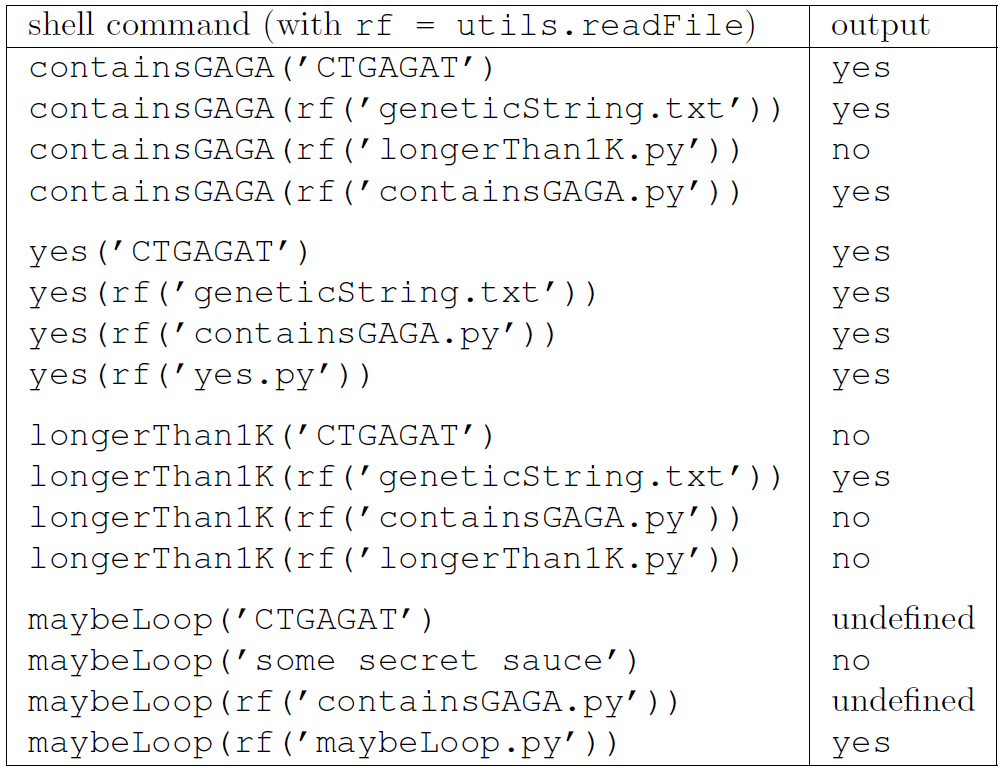 shell command (with rf = utils.readFile) output
containsGAGA('CTGAGAT') yes
containsGAGA(rf('geneticString.txt')) yes
containsGAGA(rf('longerThan1K.py')) no
containsGAGA(rf('containsGAGA.py')) yes
yes('CTGAGAT') yes
yes(rf('geneticString.txt')) yes
yes(rf('containsGAGA.py')) yes
yes(rf('yes.py')) yes
longerThan1K('CTGAGAT') no
longerThan1K(rf('geneticString.txt')) yes
longerThan1K(rf('containsGAGA.py')) no
longerThan1K(rf('longerThan1K.py')) no
maybeLoop('CTGAGAT') undefined
maybeLoop('some secret sauce') no
maybeLoop(rf('containsGAGA.py')) undefined
maybeLoop(rf('maybeLoop.py')) yes